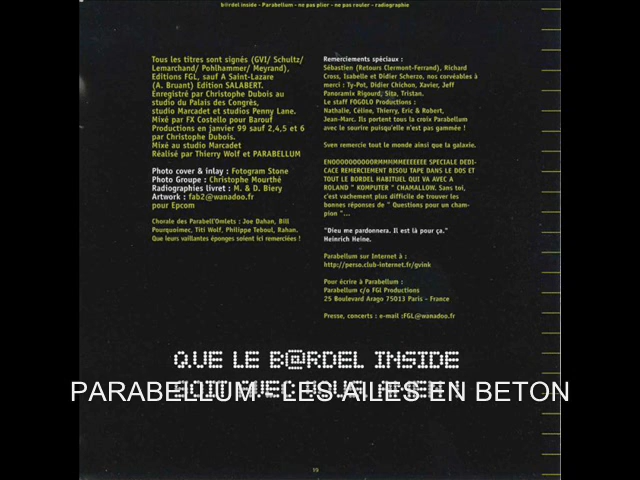 b@rdel inside - Parabellum - ne pas plier - ne pas rouler - radiographie
Tous les titres sont signés (GVI/ Schultz/
Lemarchand/ Pohlhammer/ Meyrand),
Editions FGL, sauf A Saint-Lazare
(A. Bruant) Edition SALABERT.
Enregistré par Christophe Dubois au
studio du Palais des Congrès,
studio Marcadet et studios Penny Lane.
Mixé par FX Costello pour Barouf
Productions en janvier 99 sauf 2,4,5 et 6
par Christophe Dubois.
Mixé au studio Marcadet
Réalisé par Thierry Wolf et PARABELLUM
Photo cover & inlay : Fotogram Stone
Photo Groupe : Christophe Mourthé
Radiographies livret : M. & D. Biery
Artwork : fab2@wanadoo.fr
pour Epcom
Chorale des Parabell'Omlets : Joe Dahan, Bill
Pourquoimec, Titi Wolf, Philippe Teboul, Rahan.
Que leurs vaillantes éponges soient ici remerciées !
Remerciements spéciaux :
Sébastien (Retours Clermont-Ferrand), Richard
Cross, Isabelle et Didier Scherzo, nos corvéables à
merci : Ty-Pot, Didier Chichon, Xavier, Jeff
Panoramix Rigourd, Sita, Tristan.
Le staff FOGOLO Productions :
Nathalie, Céline, Thierry, Eric & Robert,
Jean-Marc. Ils portent tous la croix Parabellum
avec le sourire puisqu'elle n'est pas gammée !
Sven remercie tout le monde ainsi que la galaxie.
SPECIALE DEDI-
CACE REMERCIEMENT BISOU TAPE DANS LE DOS ET
TOUT LE BORDEL HABITUEL QUI VA AVEC A
ROLAND " KOMPUTER " CHAMALLOW. Sans toi,
c'est vachement plus difficile de trouver les
bonnes réponses de " Questions pour un cham-
pion "...
"Dieu me pardonnera. Il est là pour ça."
Heinrich Heine.
Parabellum sur Internet à :
http://perso.club-internet.fr/gvink
Pour écrire à Parabellum :
Parabellum c/o FGI Productions
25 Boulevard Arago 75013 Paris - France
Presse, concerts : e-mail :FGL@wanadoo.fr
QUE LE B@RDEL INSIDE
PARABELLUM - LES AILES EN BETON
19